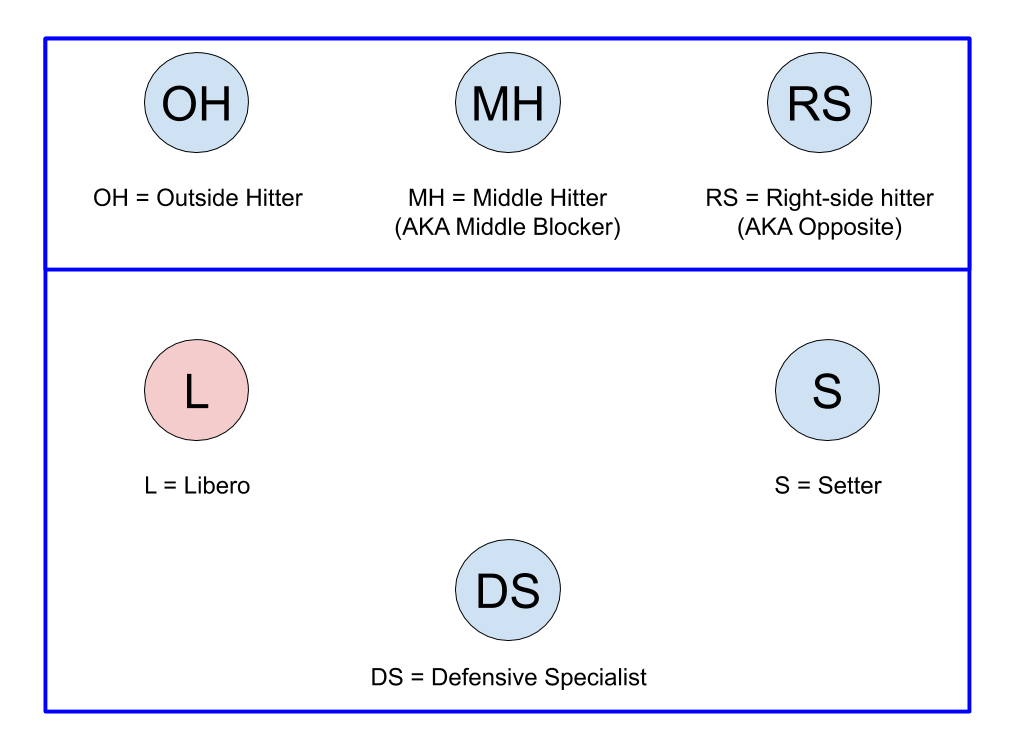 OH
MH
RS
OH = Outside Hitter
MH = Middle Hitter
(AKA Middle Blocker)
RS = Right-side hitter
(AKA Opposite)
L
S
L = Libero
S = Setter
DS
DS = Defensive Specialist